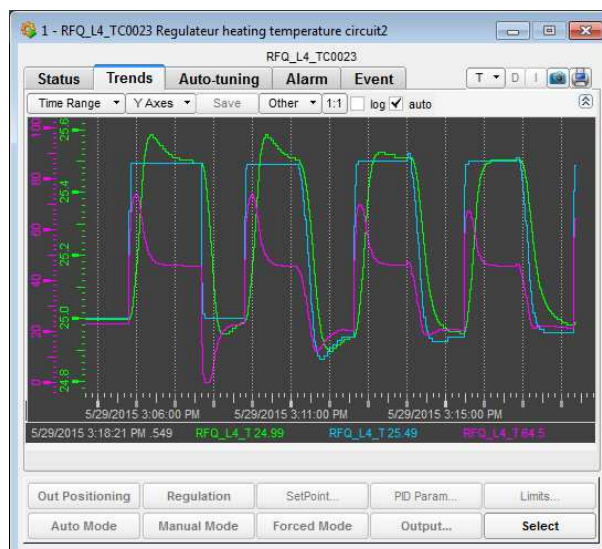 1 - RFQ_L4_TC0023 Regulateur heating temperature circuit2
RFQ_L4_TC0023
Status Trends Auto-tuning Alarm Event T D I
Time Range Y Axes Save Other 1:1 log auto
100 25.6
80 25.4
60 25.2
40
20 25.0
0 24.8
5/29/2015 3:06:00 PM 5/29/2015 3:11:00 PM 5/29/2015 3:15:00 PM
5/29/2015 3:18:21 PM .549 RFQ_L4_T 24.99 RFQ_L4_T 25.49 RFQ_L4_T 64.5
Out Positioning Regulation SetPoint... PID Param... Limits...
Auto Mode Manual Mode Forced Mode Output... Select